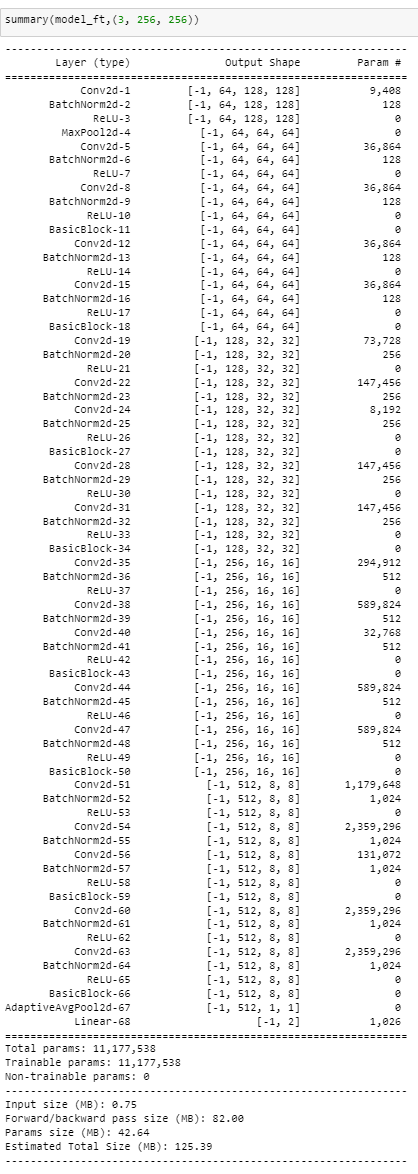 summary(model_ft,(3, 256, 256))
----------------------------------------------------------------
Layer (type) Output Shape Param #
================================================================
Conv2d-1 [-1, 64, 128, 128] 9,408
BatchNorm2d-2 [-1, 64, 128, 128] 128
ReLU-3 [-1, 64, 128, 128] 0
MaxPool2d-4 [-1, 64, 64, 64] 0
Conv2d-5 [-1, 64, 64, 64] 36,864
BatchNorm2d-6 [-1, 64, 64, 64] 128
ReLU-7 [-1, 64, 64, 64] 0
Conv2d-8 [-1, 64, 64, 64] 36,864
BatchNorm2d-9 [-1, 64, 64, 64] 128
ReLU-10 [-1, 64, 64, 64] 0
BasicBlock-11 [-1, 64, 64, 64] 0
Conv2d-12 [-1, 64, 64, 64] 36,864
BatchNorm2d-13 [-1, 64, 64, 64] 128
ReLU-14 [-1, 64, 64, 64] 0
Conv2d-15 [-1, 64, 64, 64] 36,864
BatchNorm2d-16 [-1, 64, 64, 64] 128
ReLU-17 [-1, 64, 64, 64] 0
BasicBlock-18 [-1, 64, 64, 64] 0
Conv2d-19 [-1, 128, 32, 32] 73,728
BatchNorm2d-20 [-1, 128, 32, 32] 256
ReLU-21 [-1, 128, 32, 32] 0
Conv2d-22 [-1, 128, 32, 32] 147,456
BatchNorm2d-23 [-1, 128, 32, 32] 256
Conv2d-24 [-1, 128, 32, 32] 8,192
BatchNorm2d-25 [-1, 128, 32, 32] 256
ReLU-26 [-1, 128, 32, 32] 0
BasicBlock-27 [-1, 128, 32, 32] 0
Conv2d-28 [-1, 128, 32, 32] 147,456
BatchNorm2d-29 [-1, 128, 32, 32] 256
ReLU-30 [-1, 128, 32, 32] 0
Conv2d-31 [-1, 128, 32, 32] 147,456
BatchNorm2d-32 [-1, 128, 32, 32] 256
ReLU-33 [-1, 128, 32, 32] 0
BasicBlock-34 [-1, 128, 32, 32] 0
Conv2d-35 [-1, 256, 16, 16] 294,912
BatchNorm2d-36 [-1, 256, 16, 16] 512
ReLU-37 [-1, 256, 16, 16] 0
Conv2d-38 [-1, 256, 16, 16] 589,824
BatchNorm2d-39 [-1, 256, 16, 16] 512
Conv2d-40 [-1, 256, 16, 16] 32,768
BatchNorm2d-41 [-1, 256, 16, 16] 512
ReLU-42 [-1, 256, 16, 16] 0
BasicBlock-43 [-1, 256, 16, 16] 0
Conv2d-44 [-1, 256, 16, 16] 589,824
BatchNorm2d-45 [-1, 256, 16, 16] 512
ReLU-46 [-1, 256, 16, 16] 0
Conv2d-47 [-1, 256, 16, 16] 589,824
BatchNorm2d-48 [-1, 256, 16, 16] 512
ReLU-49 [-1, 256, 16, 16] 0
BasicBlock-50 [-1, 256, 16, 16] 0
Conv2d-51 [-1, 512, 8, 8] 1,179,648
BatchNorm2d-52 [-1, 512, 8, 8] 1,024
ReLU-53 [-1, 512, 8, 8] 0
Conv2d-54 [-1, 512, 8, 8] 2,359,296
BatchNorm2d-55 [-1, 512, 8, 8] 1,024
Conv2d-56 [-1, 512, 8, 8] 131,072
BatchNorm2d-57 [-1, 512, 8, 8] 1,024
ReLU-58 [-1, 512, 8, 8] 0
BasicBlock-59 [-1, 512, 8, 8] 0
Conv2d-60 [-1, 512, 8, 8] 2,359,296
BatchNorm2d-61 [-1, 512, 8, 8] 1,024
ReLU-62 [-1, 512, 8, 8] 0
Conv2d-63 [-1, 512, 8, 8] 2,359,296
BatchNorm2d-64 [-1, 512, 8, 8] 1,024
ReLU-65 [-1, 512, 8, 8] 0
BasicBlock-66 [-1, 512, 8, 8] 0
AdaptiveAvgPool2d-67 [-1, 512, 1, 1] 0
Linear-68 [-1, 2] 1,026
================================================================
Total params: 11,177,538
Trainable params: 11,177,538
Non-trainable params: 0
----------------------------------------------------------------
Input size (MB): 0.75
Forward/backward pass size (MB): 82.00
Params size (MB): 42.64
Estimated Total Size (MB): 125.39
----------------------------------------------------------------